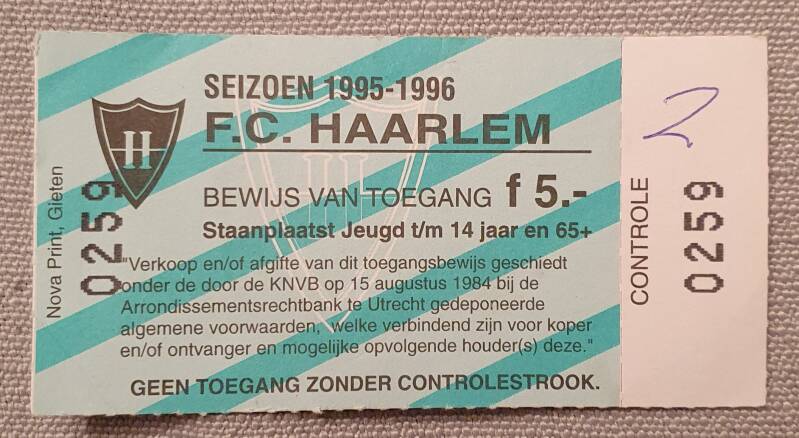 SEIZOEN 1995-1996
F.C. HAARLEM
H
BEWIJS VAN TOEGANG f 5.-
Staanplaatst Jeugd t/m 14 jaar en 65+
"Verkoop en/of afgifte van dit toegangsbewijs geschiedt
onder de door de KNVB op 15 augustus 1984 bij de
Arrondissementsrechtbank te Utrecht gedeponeerde
algemene voorwaarden, welke verbindend zijn voor koper
en/of ontvanger en mogelijke opvolgende houder(s) deze."
GEEN TOEGANG ZONDER CONTROLESTROOK.
Nova Print, Gieten
0259
2
CONTROLE
0259